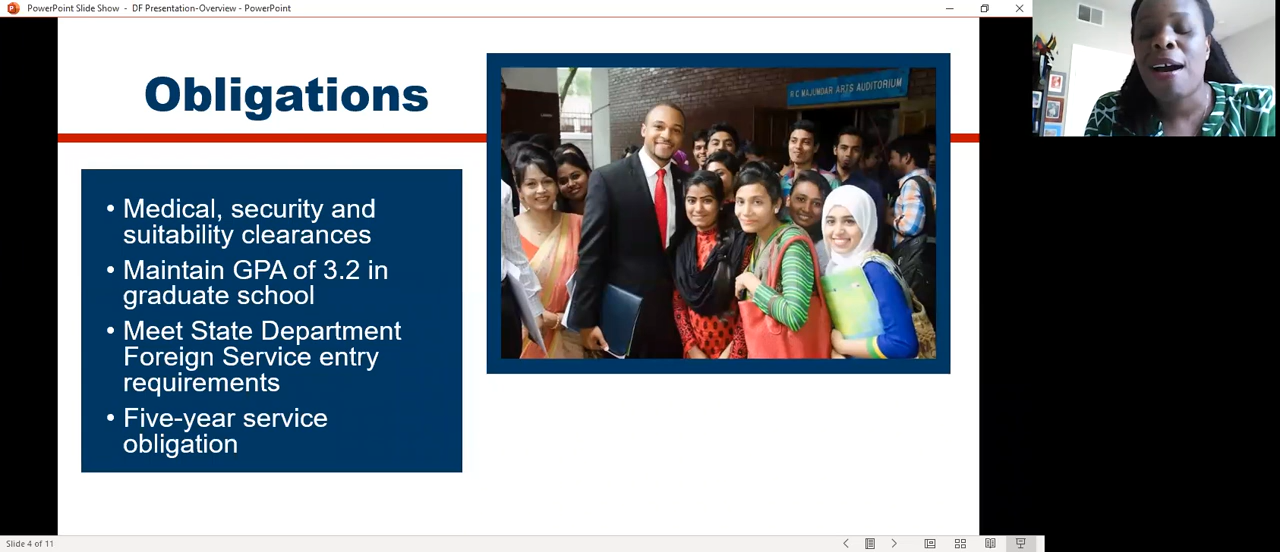 PowerPoint Slide Show - DF Presentation-Overview - PowerPoint
Obligations
R C MAJUMDAR ARTS AUDITORIUM
• Medical, security and
suitability clearances
• Maintain GPA of 3.2 in
graduate school
• Meet State Department
Foreign Service entry
requirements
• Five-year service
obligation
Slide 4 of 11